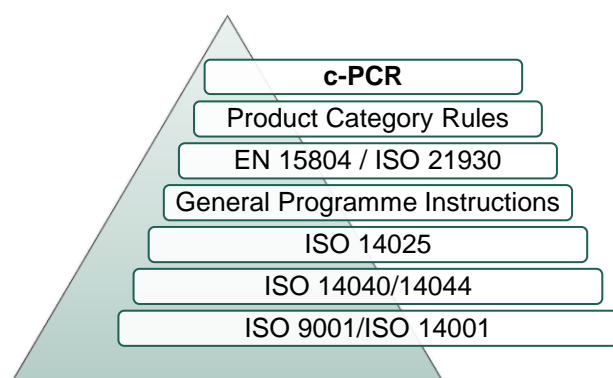 c-PCR
Product Category Rules
EN 15804 / ISO 21930
General Programme Instructions
ISO 14025
ISO 14040/14044
ISO 9001/ISO 14001